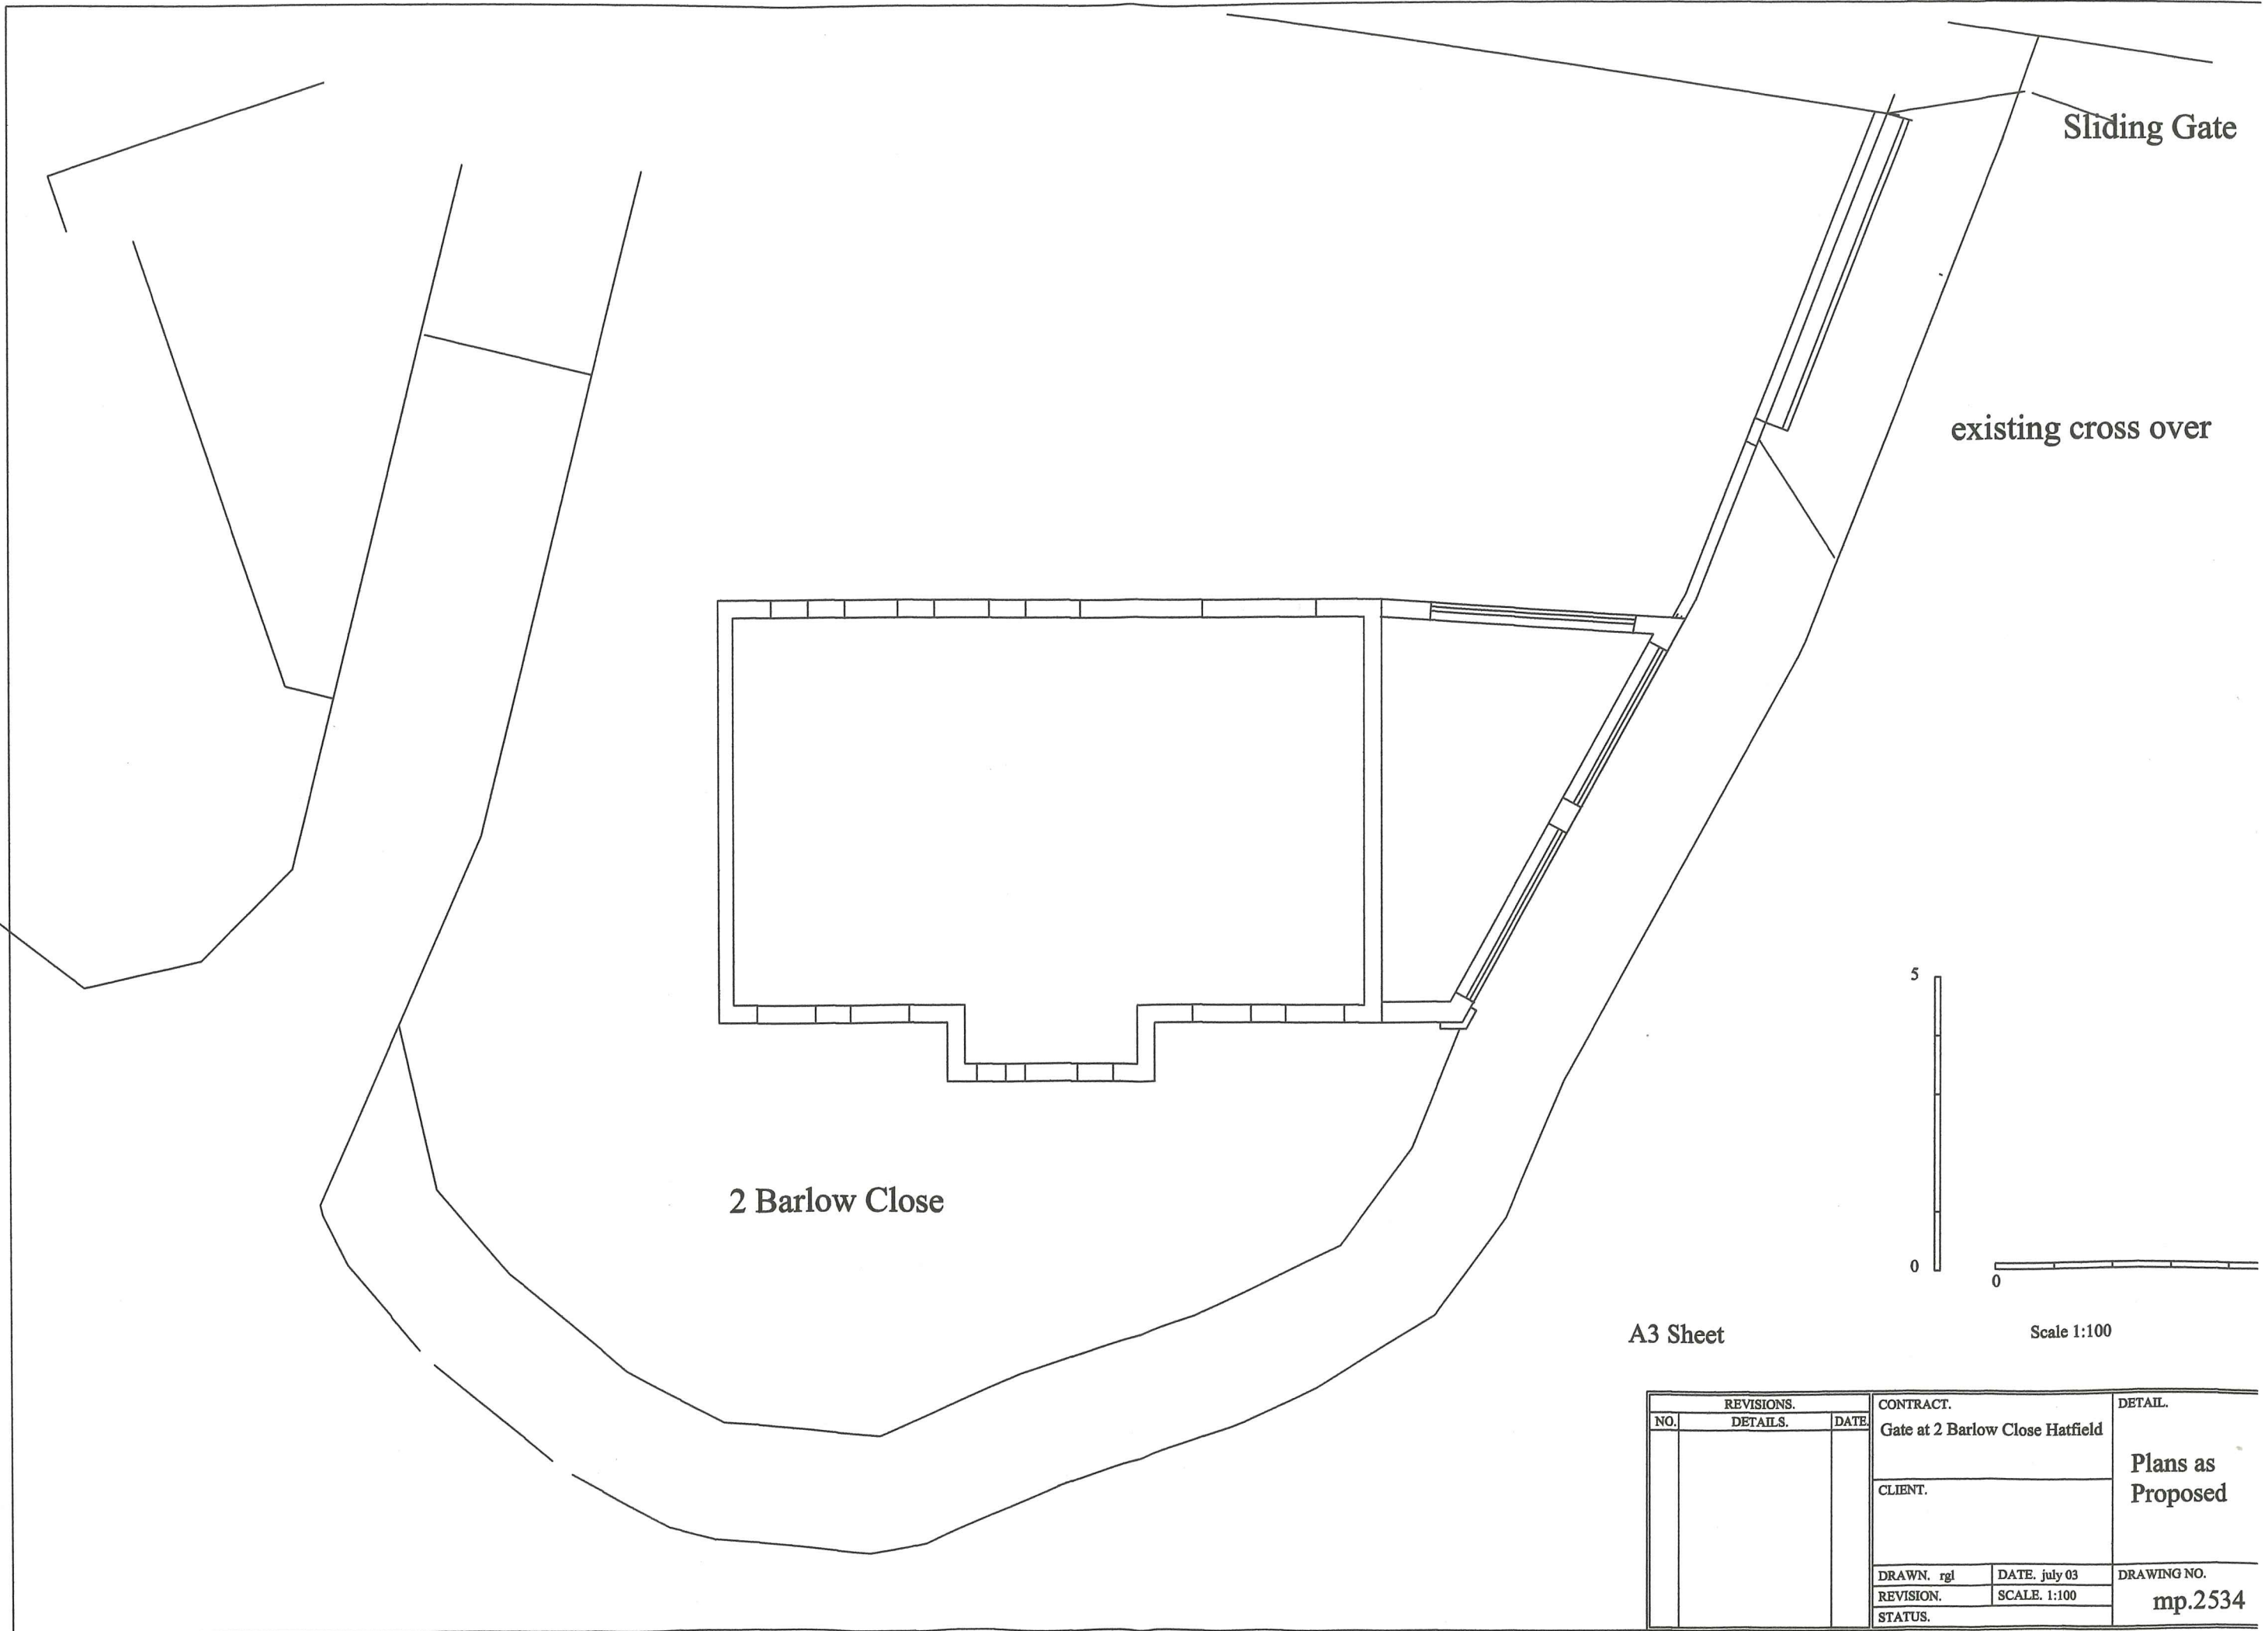 Sliding Gate
existing cross over
2 Barlow Close
5
0
0
A3 Sheet
Scale 1:100
REVISIONS.
NO. DETAILS. DATE.
CONTRACT.
Gate at 2 Barlow Close Hatfield
CLIENT.
DETAIL.
Plans as
Proposed
DRAWN. rgl DATE. july 03
REVISION. SCALE. 1:100
STATUS.
DRAWING NO.
mp.2534